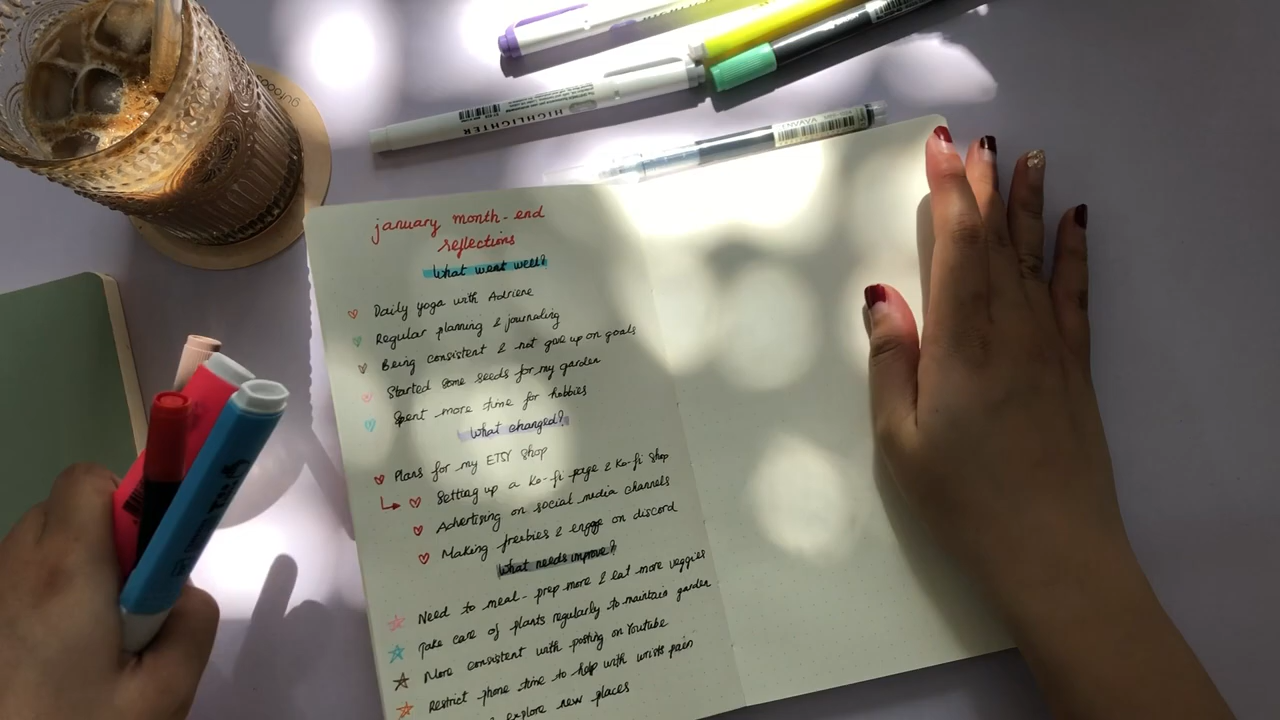 HIGHLIGHTER
january month-end
reflections
What went well?
Daily yoga with Adriene
Regular planning & journaling
Being consistent & not give up on goals
Started some seeds for my garden
Spent more time for hobbies
What changed?
Plans for my ETSY Shop
Setting up a Ko-fi page & Ko-fi Shop
Advertising on social media channels
Making freebies & engage on discord
What needs improve?
Need to meal-prep more & eat more veggies
Take care of plants regularly to maintain garden
More consistent with posting on Youtube
Restrict phone time to help with wrists pain
explore new places